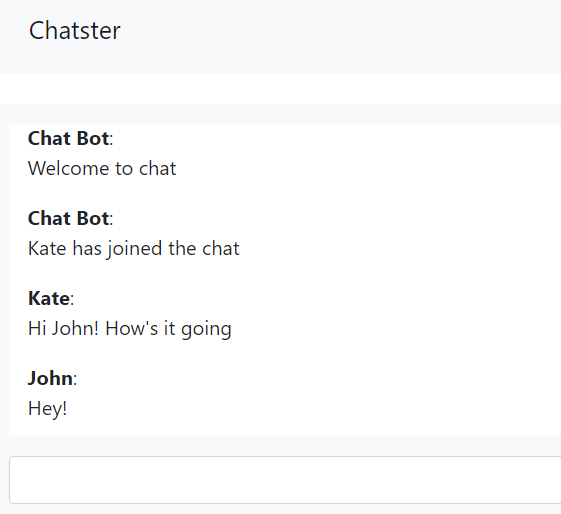 Chatster
Chat Bot:
Welcome to chat
Chat Bot:
Kate has joined the chat
Kate:
Hi John! How's it going
John:
Hey!